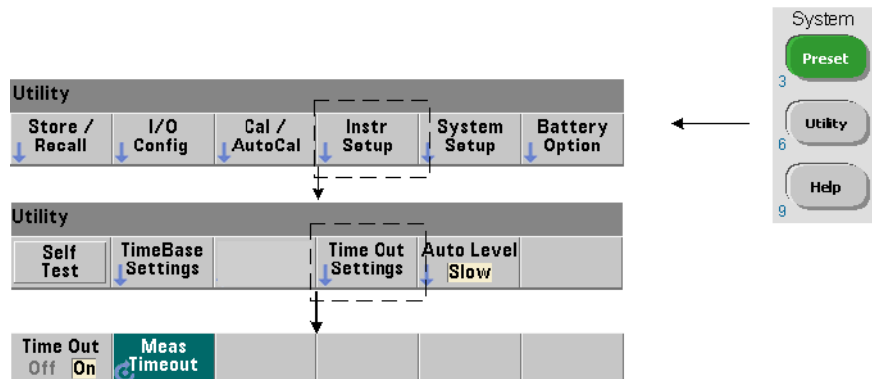 System
Preset
3
Utility
6
Help
9
Utility
Store / Recall
I/O Config
Cal / AutoCal
Instr Setup
System Setup
Battery Option
Utility
Self Test
TimeBase Settings
Time Out Settings
Auto Level Slow
Time Out
Off On
Meas Timeout